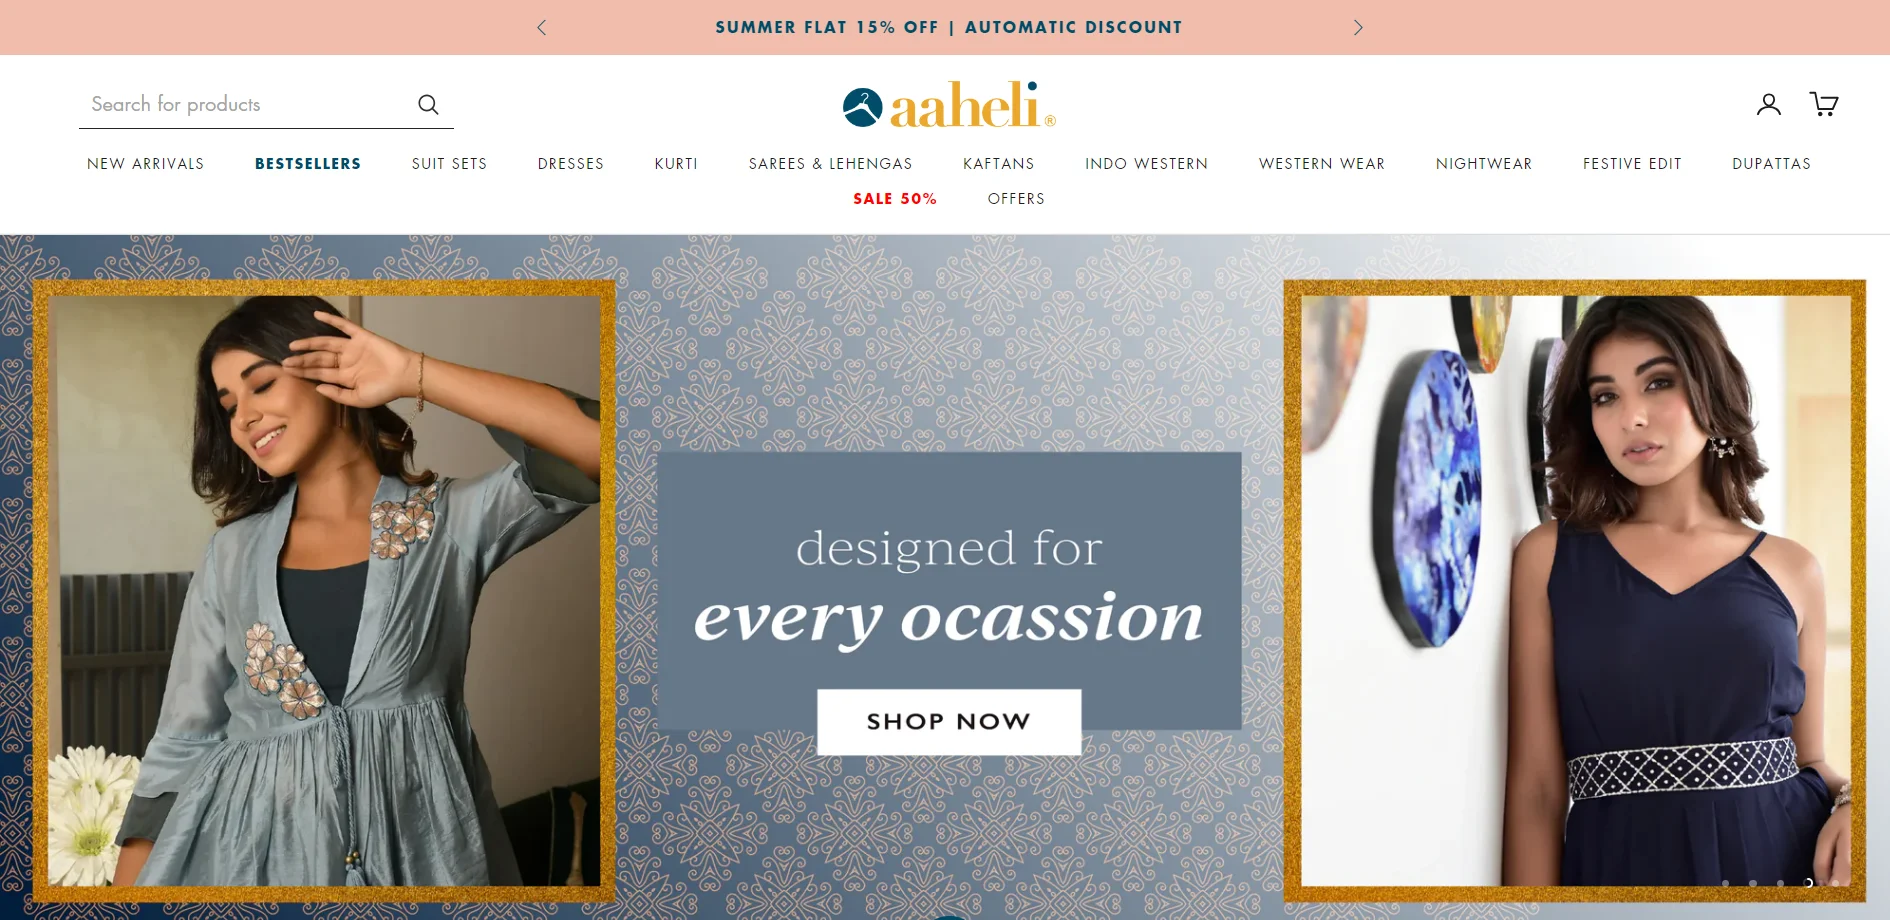 SUMMER FLAT 15% OFF | AUTOMATIC DISCOUNT
Search for products
aaheli®
NEW ARRIVALS BESTSELLERS SUIT SETS DRESSES KURTI SAREES & LEHENGAS KAFTANS INDO WESTERN WESTERN WEAR NIGHTWEAR FESTIVE EDIT DUPATTAS
SALE 50% OFFERS
designed for
every ocassion
SHOP NOW